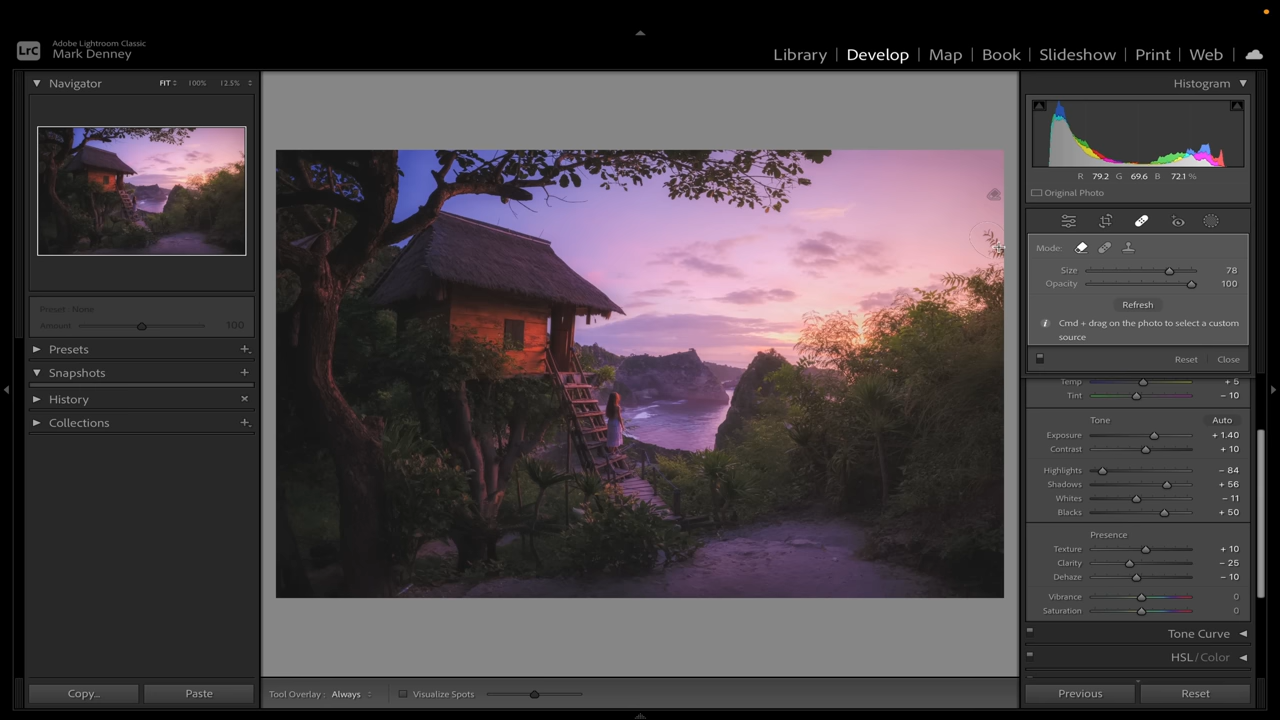 LrC
Adobe Lightroom Classic
Mark Denney
Library | Develop | Map | Book | Slideshow | Print | Web
Navigator FIT 100% 12.5%
Preset : None
Amount 100
Presets
Snapshots
History
Collections
Copy... Paste
Tool Overlay : Always Visualize Spots
Histogram
R 79.2 G 69.6 B 72.1 %
Original Photo
Mode:
Size 78
Opacity 100
Refresh
Cmd + drag on the photo to select a custom
source
Reset Close
Temp + 5
Tint − 10
Tone Auto
Exposure + 1.40
Contrast + 10
Highlights − 84
Shadows + 56
Whites − 11
Blacks + 50
Presence
Texture + 10
Clarity − 25
Dehaze − 10
Vibrance 0
Saturation 0
Tone Curve
HSL / Color
Previous Reset